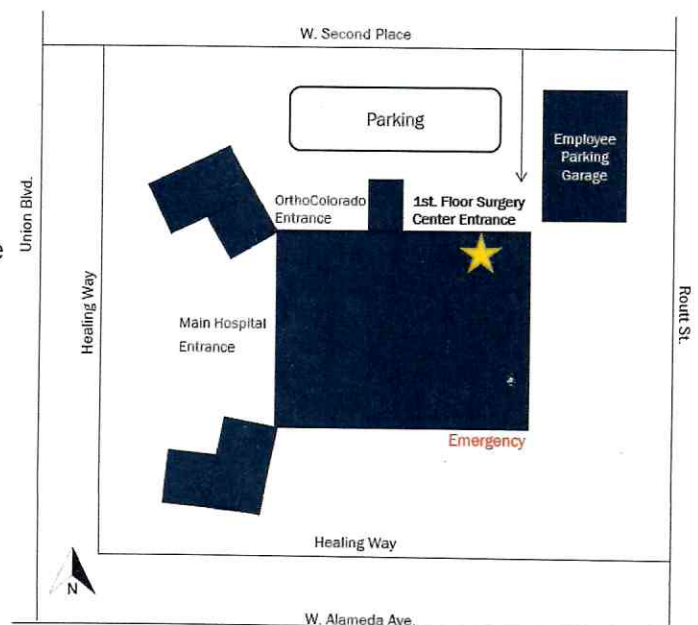 W. Second Place
Parking
Employee
Parking
Garage
OrthoColorado
Entrance
1st. Floor Surgery
Center Entrance
Union Blvd.
Healing Way
Main Hospital
Entrance
Routt St.
Emergency
Healing Way
N
W. Alameda Ave.